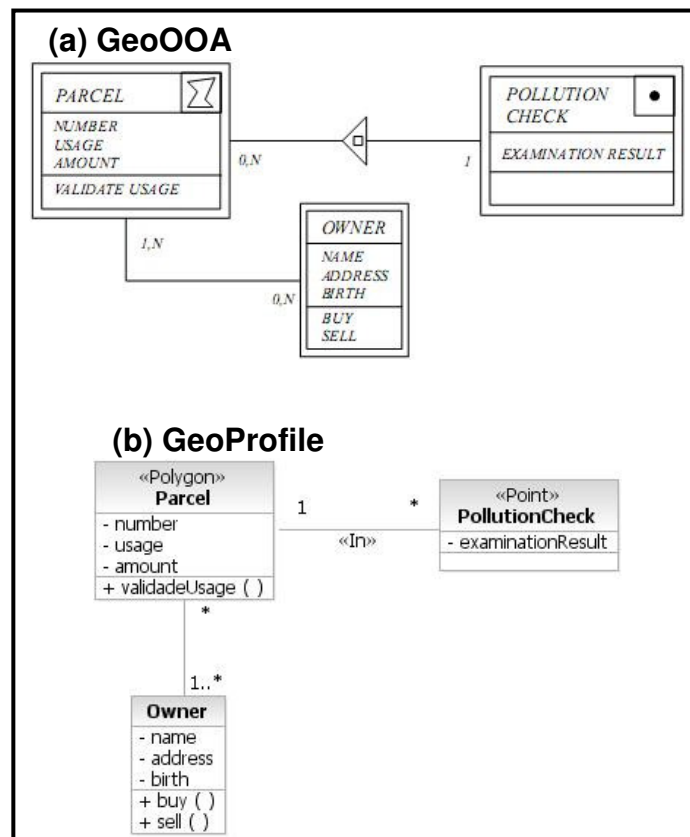 (a) GeoOOA
PARCEL
NUMBER
USAGE
AMOUNT
VALIDATE USAGE
0,N
1
POLLUTION
CHECK
EXAMINATION RESULT
1,N
0,N
OWNER
NAME
ADDRESS
BIRTH
BUY
SELL
(b) GeoProfile
«Polygon»
Parcel
- number
- usage
- amount
+ validadeUsage ( )
1
*
«In»
«Point»
PollutionCheck
- examinationResult
*
1..*
Owner
- name
- address
- birth
+ buy ( )
+ sell ( )